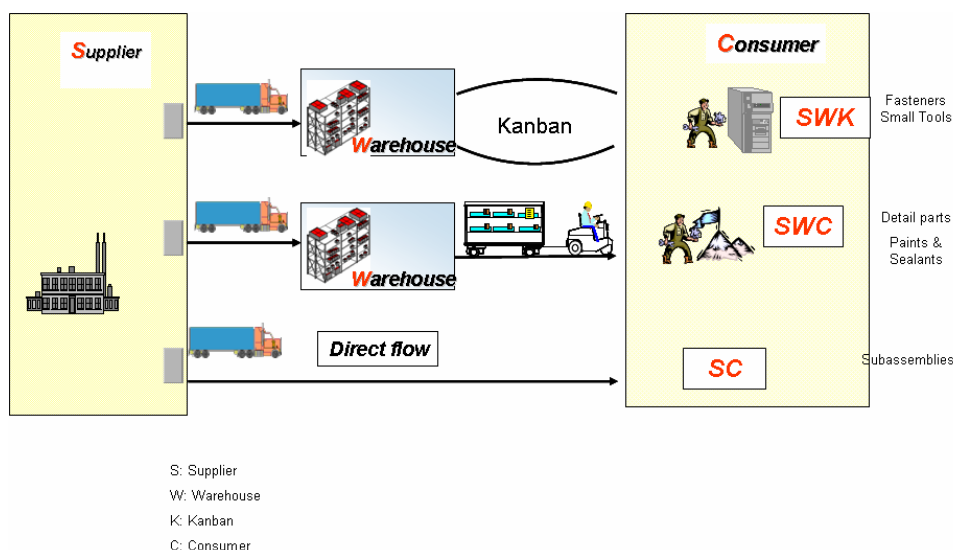 Supplier
Consumer
Warehouse
Kanban
SWK
Fasteners
Small Tools
Warehouse
SWC
Detail parts
Paints &
Sealants
Direct flow
SC
Subassemblies
S: Supplier
W: Warehouse
K: Kanban
C: Consumer